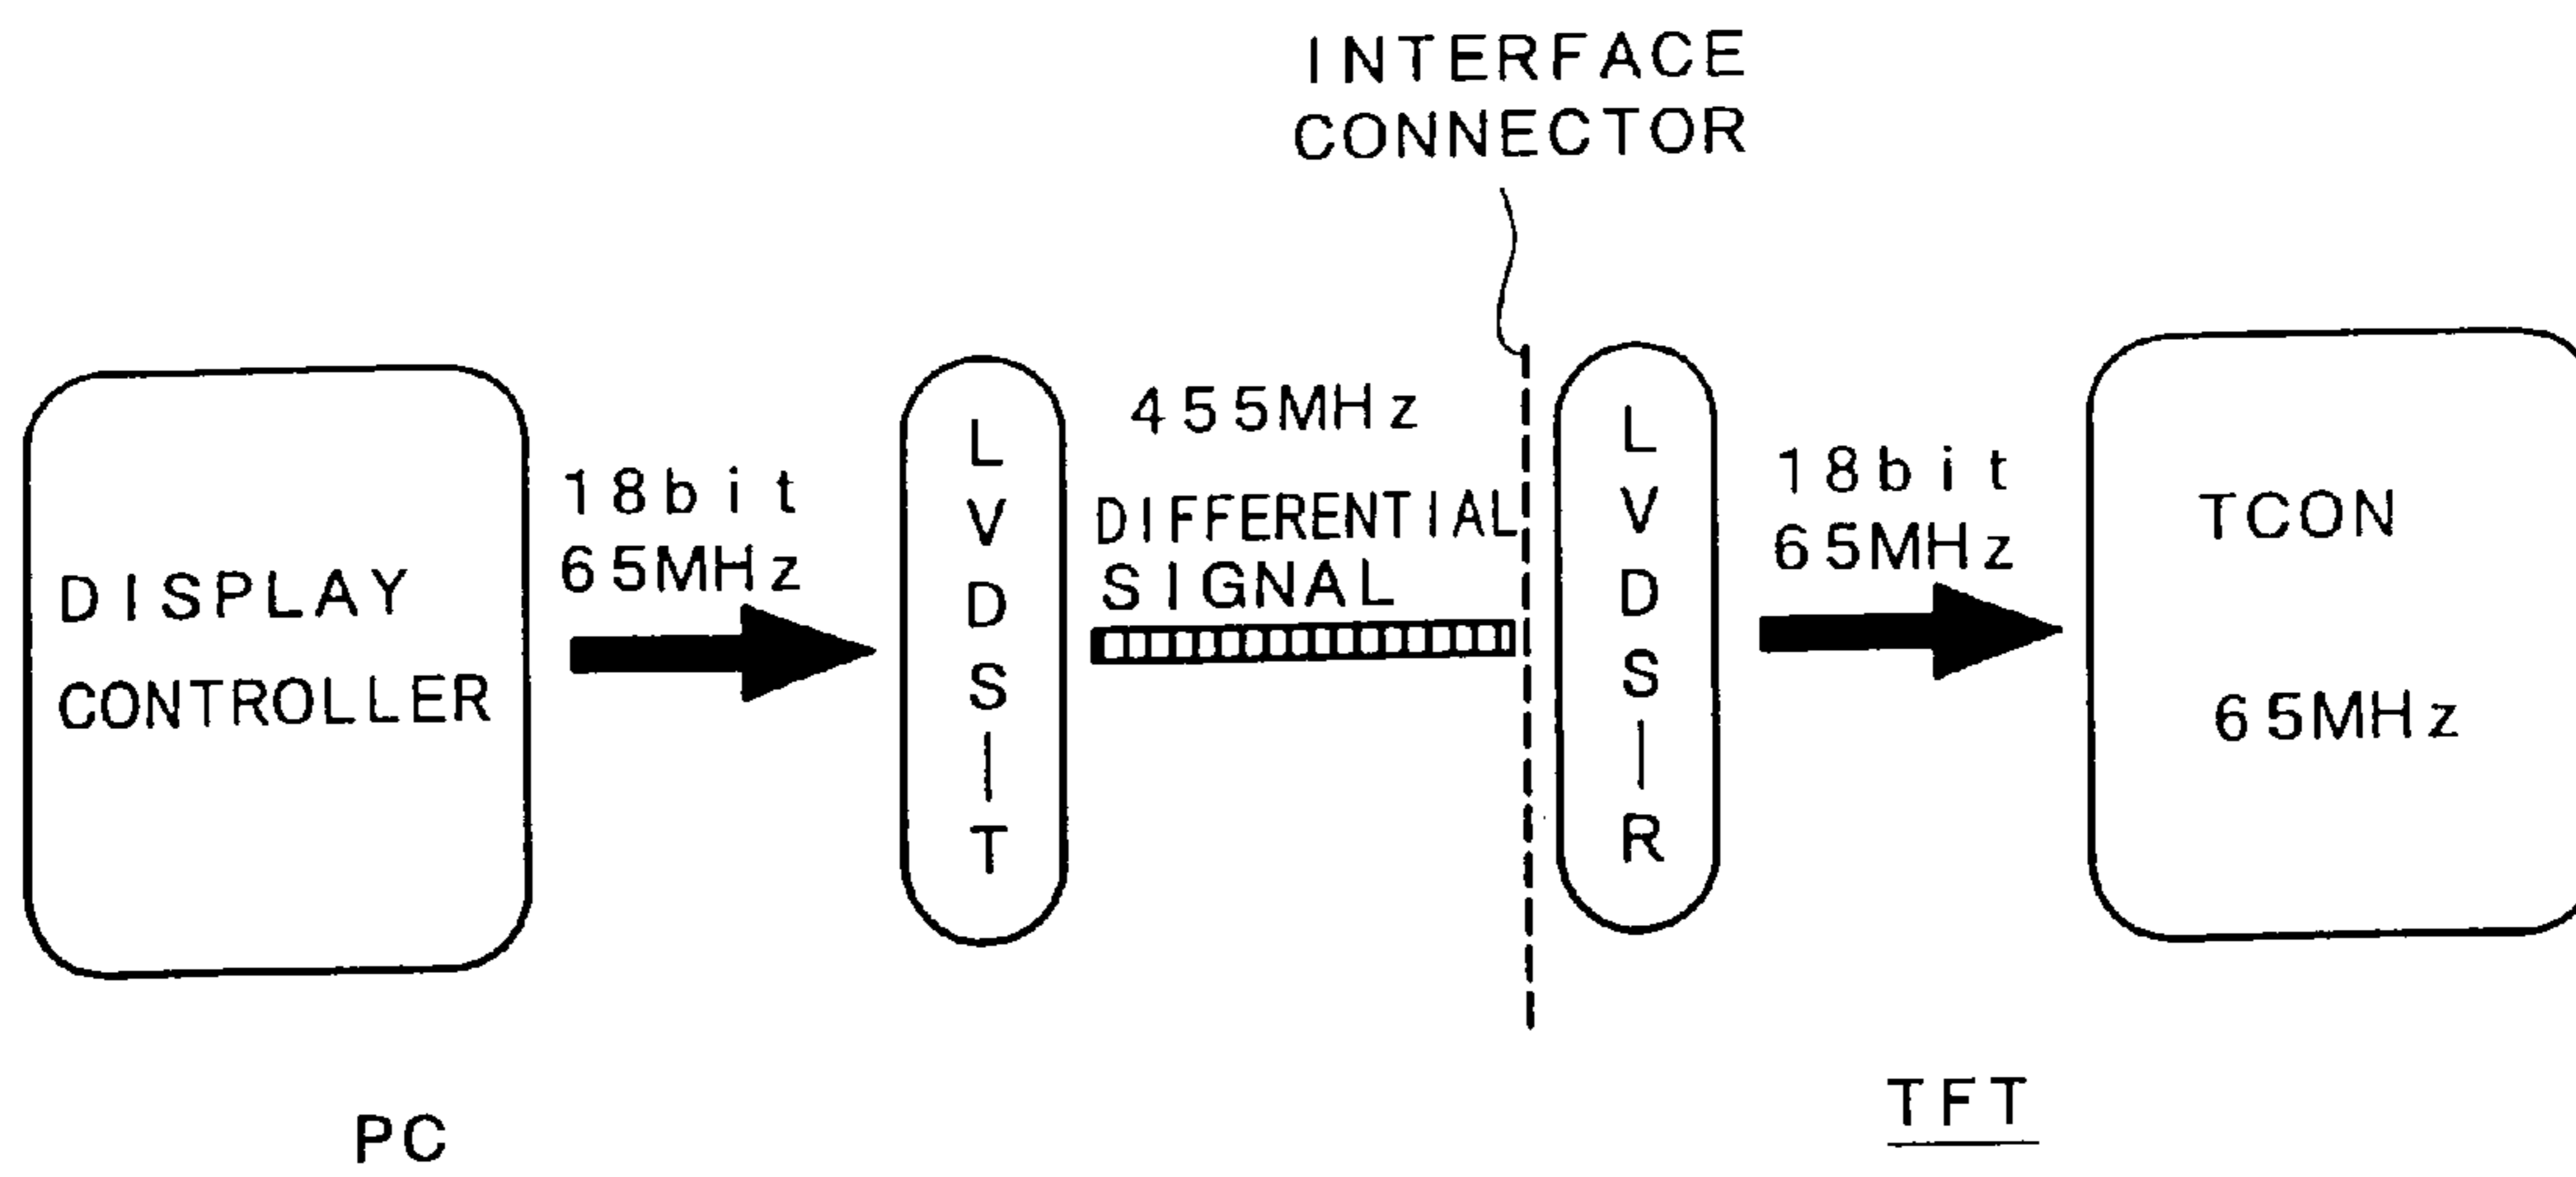 INTERFACE
CONNECTOR
DISPLAY
CONTROLLER
18bit
65MHz
LVDS-T
455MHz
DIFFERENTIAL
SIGNAL
LVDS-R
18bit
65MHz
TCON
65MHz
PC
TFT